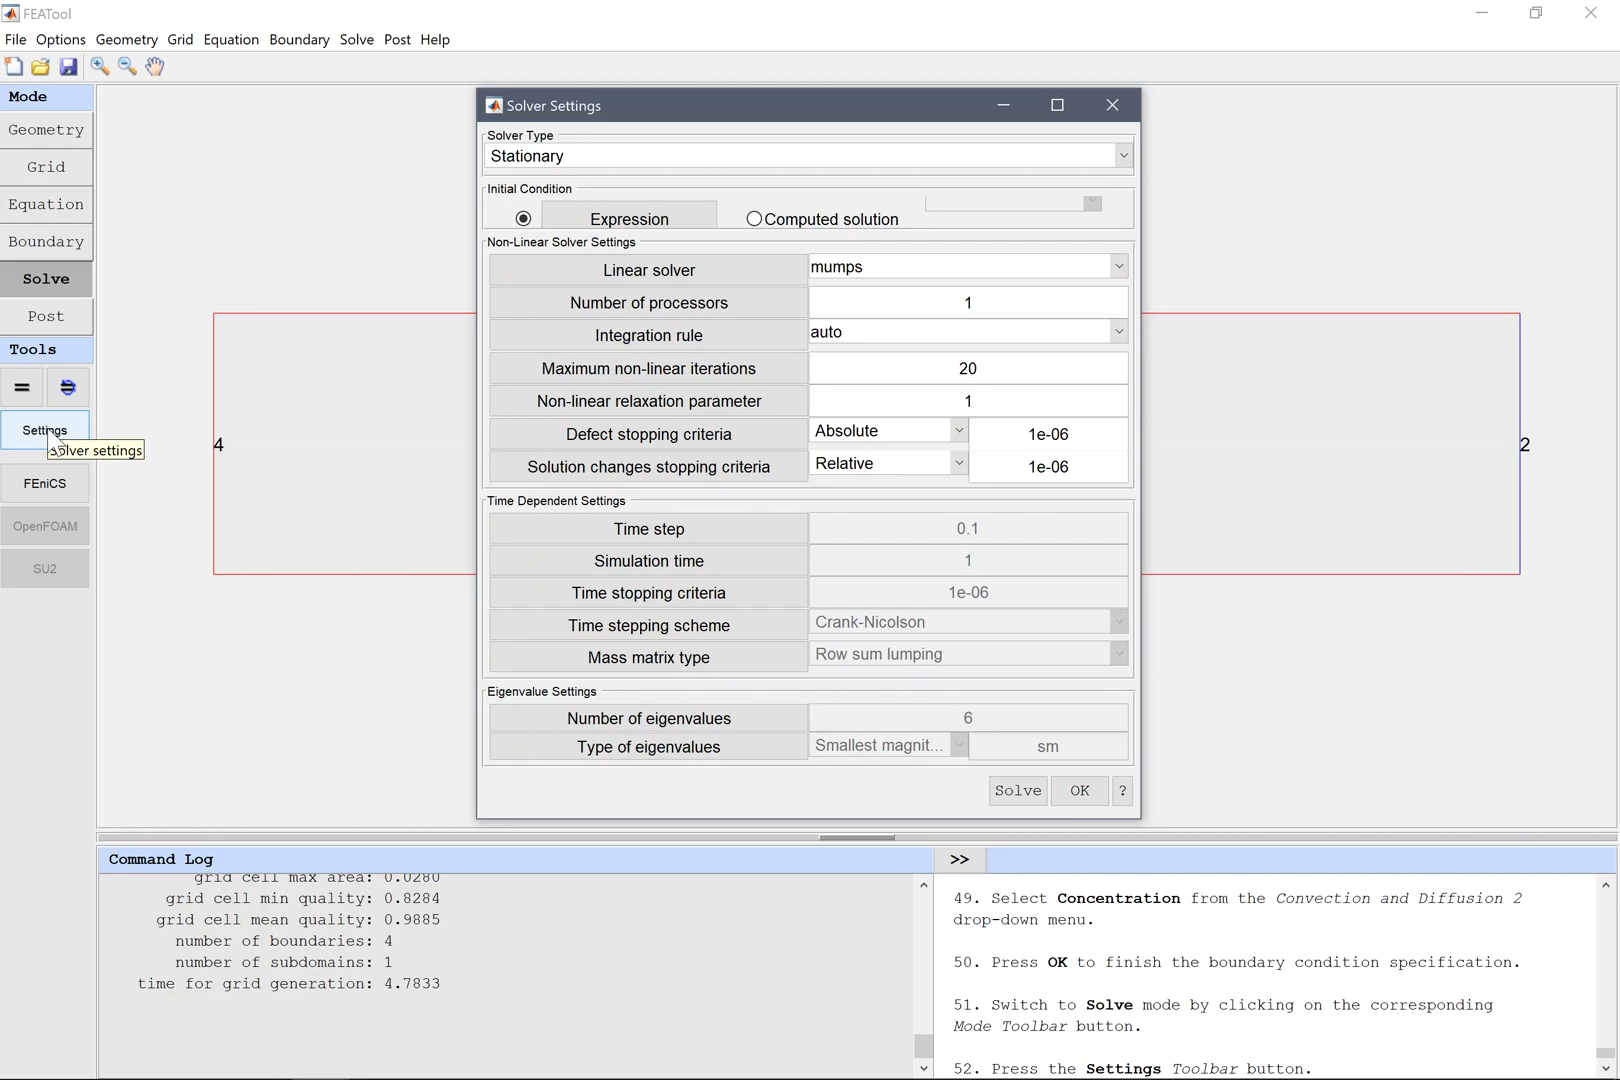 FEATool
File Options Geometry Grid Equation Boundary Solve Post Help
Mode
Geometry
Grid
Equation
Boundary
Solve
Post
Tools
Settings
Solver settings
FEniCS
OpenFOAM
SU2
4
2
Solver Settings
Solver Type
Stationary
Initial Condition
Expression
Computed solution
Non-Linear Solver Settings
Linear solver mumps
Number of processors 1
Integration rule auto
Maximum non-linear iterations 20
Non-linear relaxation parameter 1
Defect stopping criteria Absolute 1e-06
Solution changes stopping criteria Relative 1e-06
Time Dependent Settings
Time step 0.1
Simulation time 1
Time stopping criteria 1e-06
Time stepping scheme Crank-Nicolson
Mass matrix type Row sum lumping
Eigenvalue Settings
Number of eigenvalues 6
Type of eigenvalues Smallest magnit... sm
Solve OK ?
Command Log
grid cell max area: 0.0280
grid cell min quality: 0.8284
grid cell mean quality: 0.9885
number of boundaries: 4
number of subdomains: 1
time for grid generation: 4.7833
>>
49. Select Concentration from the Convection and Diffusion 2
drop-down menu.
50. Press OK to finish the boundary condition specification.
51. Switch to Solve mode by clicking on the corresponding
Mode Toolbar button.
52. Press the Settings Toolbar button.